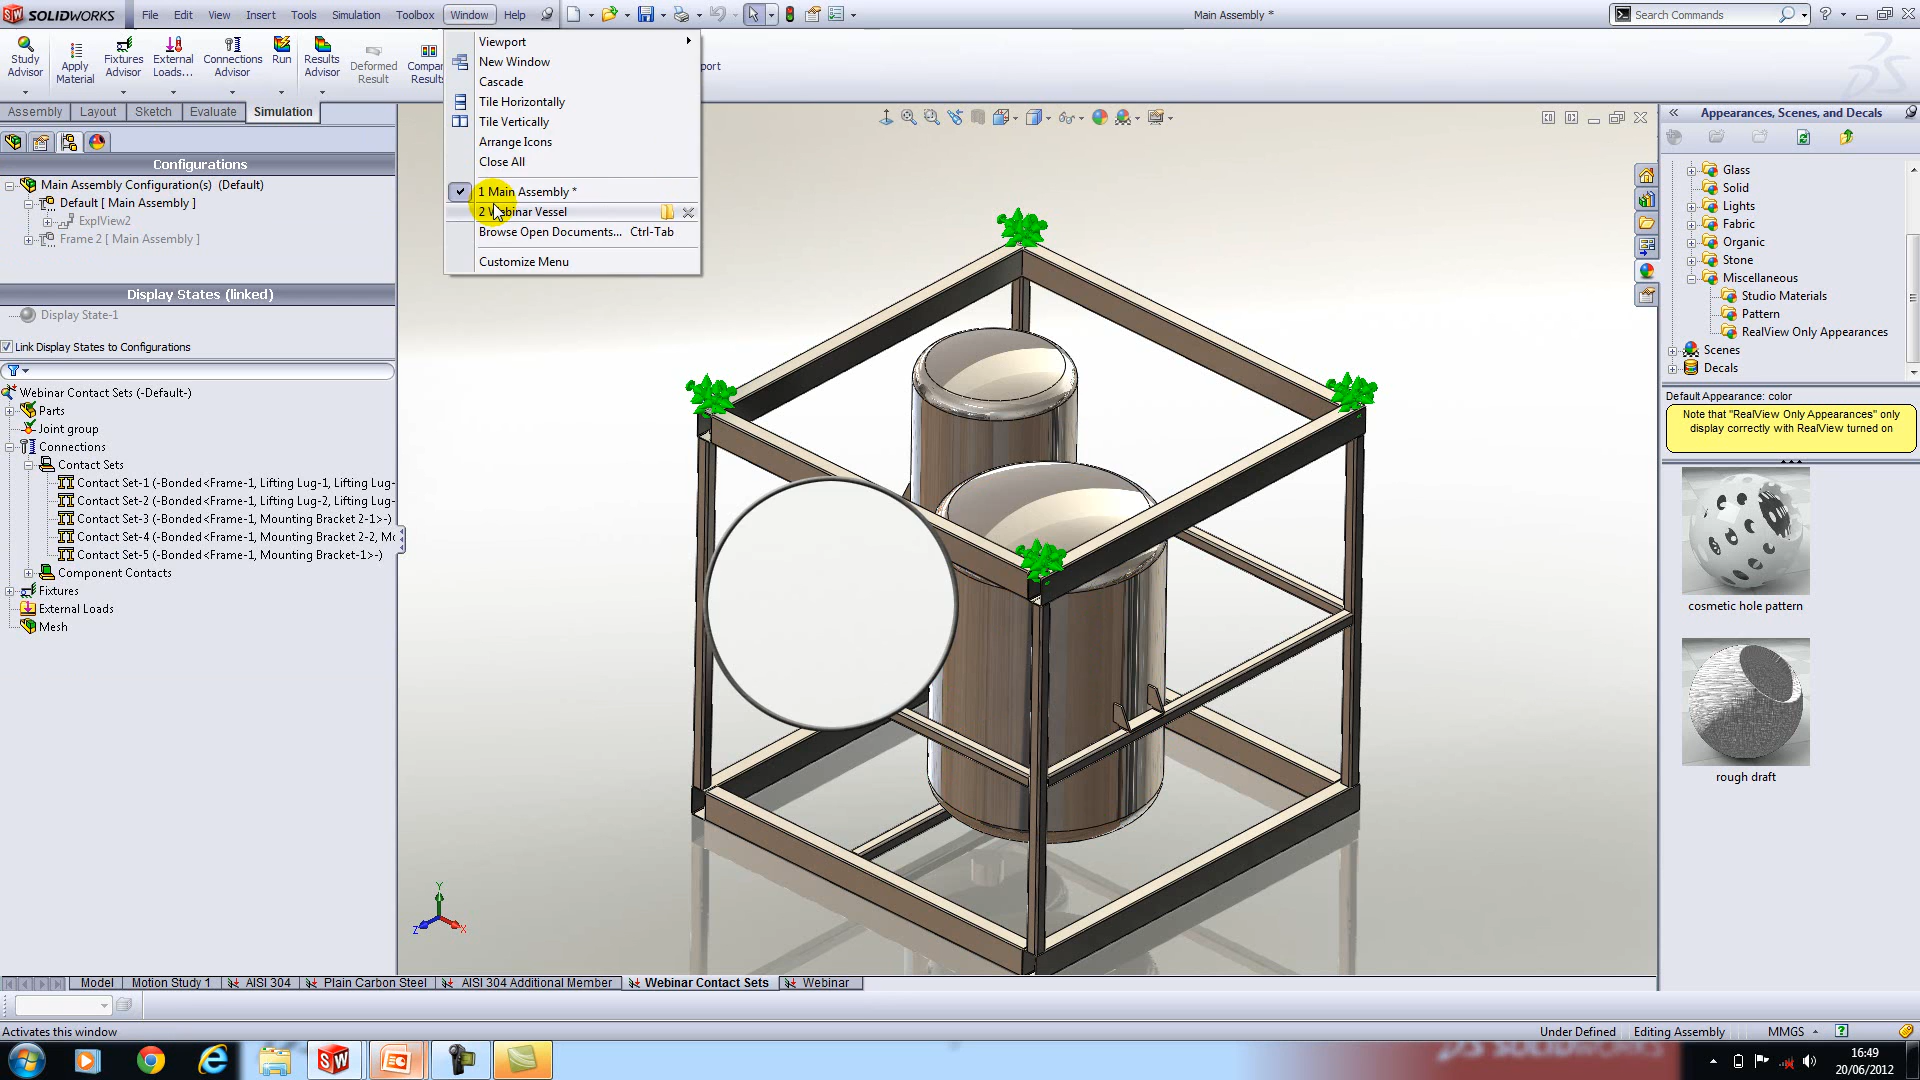 SOLIDWORKS File Edit View Insert Tools Simulation Toolbox Window Help Main Assembly * Search Commands
Study Advisor
Apply Material
Fixtures Advisor
External Loads...
Connections Advisor
Run
Results Advisor
Deformed Result
Compar Results
port
Viewport
New Window
Cascade
Tile Horizontally
Tile Vertically
Arrange Icons
Close All
1 Main Assembly *
2 Webinar Vessel
Browse Open Documents... Ctrl-Tab
Customize Menu
Assembly Layout Sketch Evaluate Simulation
Configurations
Main Assembly Configuration(s) (Default)
Default [ Main Assembly ]
ExplView2
Frame 2 [ Main Assembly ]
Display States (linked)
Display State-1
Link Display States to Configurations
Webinar Contact Sets (-Default-)
Parts
Joint group
Connections
Contact Sets
Contact Set-1 (-Bonded<Frame-1, Lifting Lug-1, Lifting Lug-
Contact Set-2 (-Bonded<Frame-1, Lifting Lug-2, Lifting Lug-
Contact Set-3 (-Bonded<Frame-1, Mounting Bracket 2-1>-)
Contact Set-4 (-Bonded<Frame-1, Mounting Bracket 2-2, Mo
Contact Set-5 (-Bonded<Frame-1, Mounting Bracket-1>-)
Component Contacts
Fixtures
External Loads
Mesh
Y
Z
X
Appearances, Scenes, and Decals
Glass
Solid
Lights
Fabric
Organic
Stone
Miscellaneous
Studio Materials
Pattern
RealView Only Appearances
Scenes
Decals
Default Appearance: color
Note that "RealView Only Appearances" only
display correctly with RealView turned on
cosmetic hole pattern
rough draft
Model Motion Study 1 AISI 304 Plain Carbon Steel AISI 304 Additional Member Webinar Contact Sets Webinar
Activates this window Under Defined Editing Assembly MMGS
SOLIDWORKS
16:49
20/06/2012